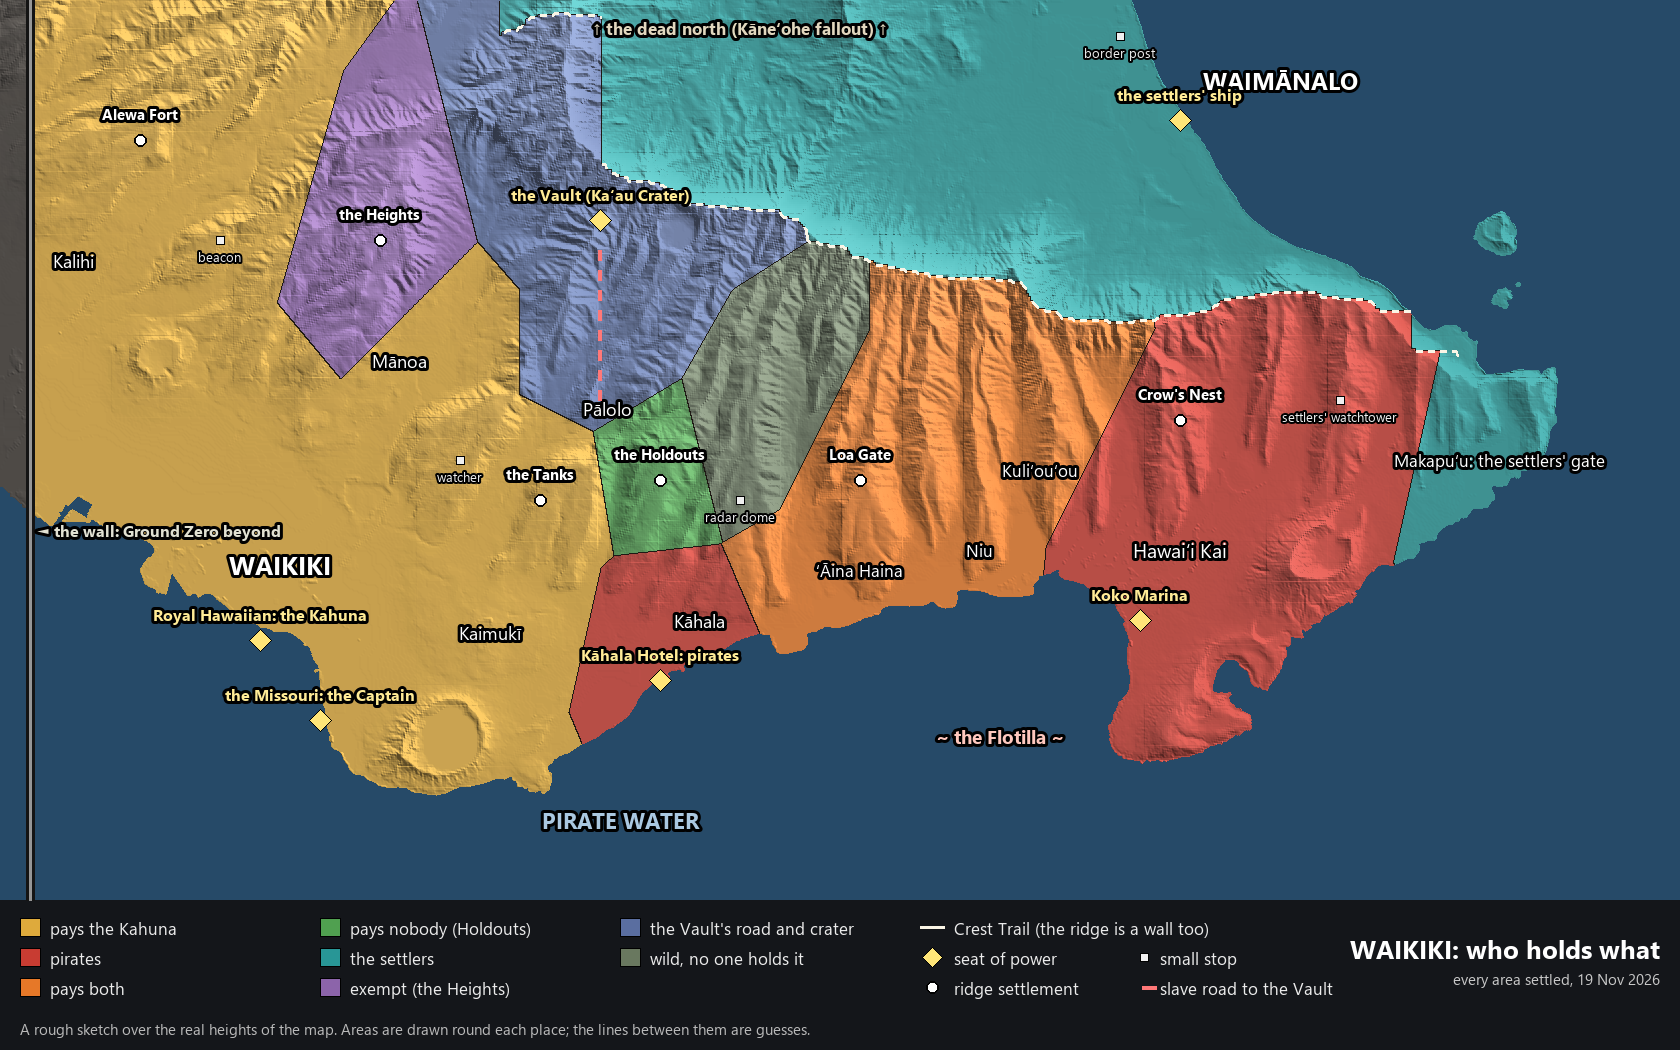 ↑ the dead north (Kāneʻohe fallout) ↑
border post
WAIMĀNALO
the settlers' ship
Alewa Fort
the Vault (Kaʻau Crater)
the Heights
beacon
Kalihi
Mānoa
Pālolo
Crow's Nest
settlers' watchtower
the Holdouts
Loa Gate
Kuliʻouʻou
Makapuʻu: the settlers' gate
watcher
the Tanks
radar dome
◄ the wall: Ground Zero beyond
WAIKIKI
Niu
Hawaiʻi Kai
ʻĀina Haina
Koko Marina
Royal Hawaiian: the Kahuna
Kaimukī
Kāhala
Kāhala Hotel: pirates
the Missouri: the Captain
~ the Flotilla ~
PIRATE WATER
pays the Kahuna
pirates
pays both
pays nobody (Holdouts)
the settlers
exempt (the Heights)
the Vault's road and crater
wild, no one holds it
Crest Trail (the ridge is a wall too)
seat of power
small stop
ridge settlement
slave road to the Vault
WAIKIKI: who holds what
every area settled, 19 Nov 2026
A rough sketch over the real heights of the map. Areas are drawn round each place; the lines between them are guesses.